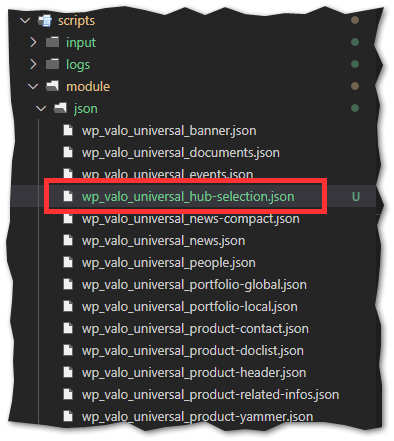 scripts
input
logs
module
json
wp_valo_universal_banner.json
wp_valo_universal_documents.json
wp_valo_universal_events.json
wp_valo_universal_hub-selection.json U
wp_valo_universal_news-compact.json
wp_valo_universal_news.json
wp_valo_universal_people.json
wp_valo_universal_portfolio-global.json
wp_valo_universal_portfolio-local.json
wp_valo_universal_product-contact.json
wp_valo_universal_product-doclist.json
wp_valo_universal_product-header.json
wp_valo_universal_product-related-infos.json
wp_valo_universal_product-yammer.json